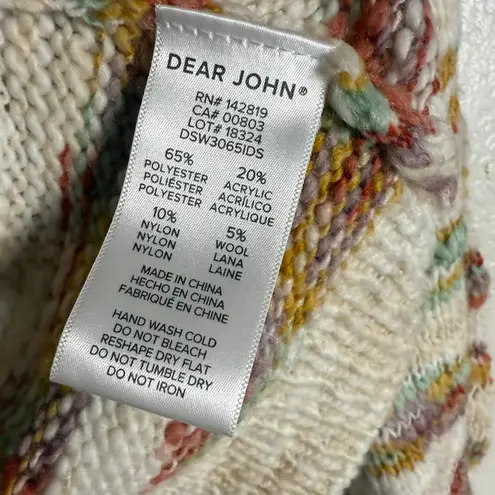 DEAR JOHN®
RN# 142819
CA# 00803
LOT# 18324
DSW3065IDS
65% 20%
POLYESTER ACRYLIC
POLIÉSTER ACRÍLICO
POLYESTER ACRYLIQUE
10% 5%
NYLON WOOL
NYLON LANA
NYLON LAINE
MADE IN CHINA
HECHO EN CHINA
FABRIQUÉ EN CHINE
HAND WASH COLD
DO NOT BLEACH
RESHAPE DRY FLAT
DO NOT TUMBLE DRY
DO NOT IRON